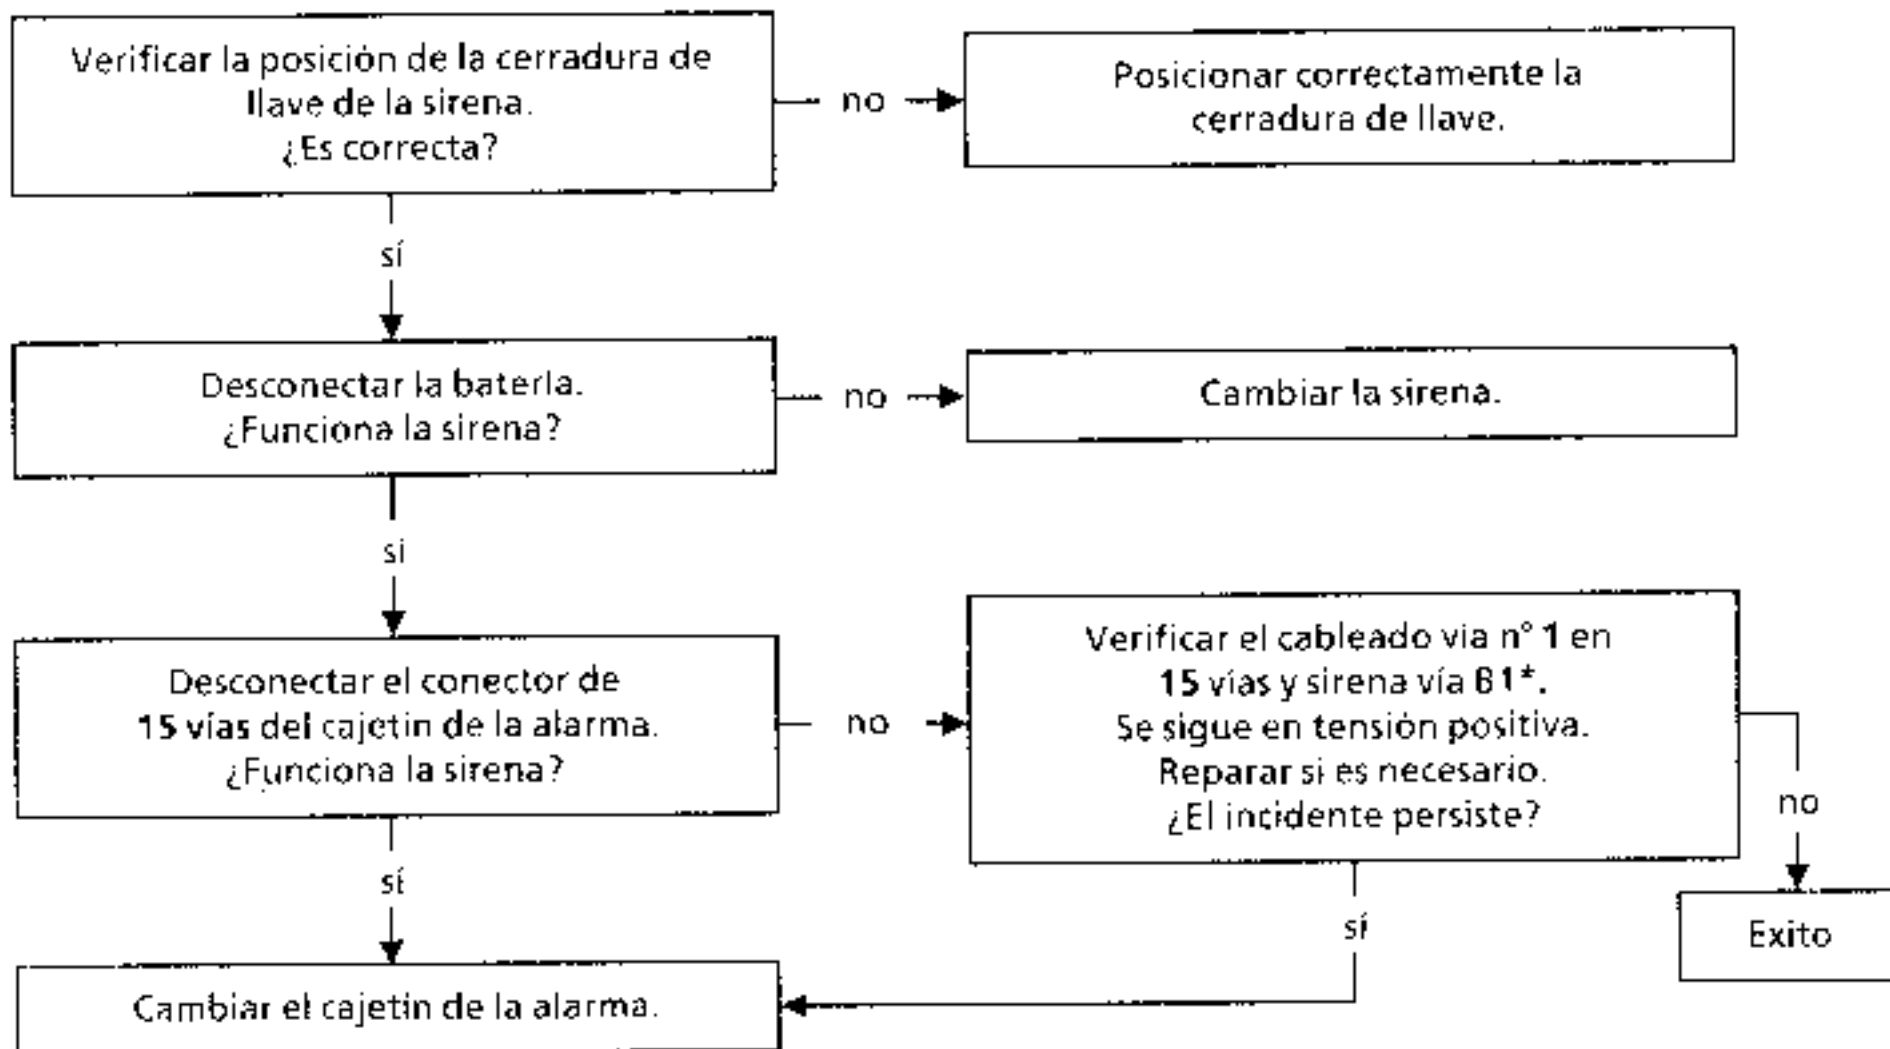 Verificar la posición de la cerradura de
llave de la sirena.
¿Es correcta?
no
Posicionar correctamente la
cerradura de llave.
sí
Desconectar la batería.
¿Funciona la sirena?
no
Cambiar la sirena.
si
Desconectar el conector de
15 vías del cajetin de la alarma.
¿Funciona la sirena?
no
Verificar el cableado via n° 1 en
15 vías y sirena vía B1*.
Se sigue en tensión positiva.
Reparar si es necesario.
¿El incidente persiste?
no
sí
sí
Exito
Cambiar el cajetin de la alarma.